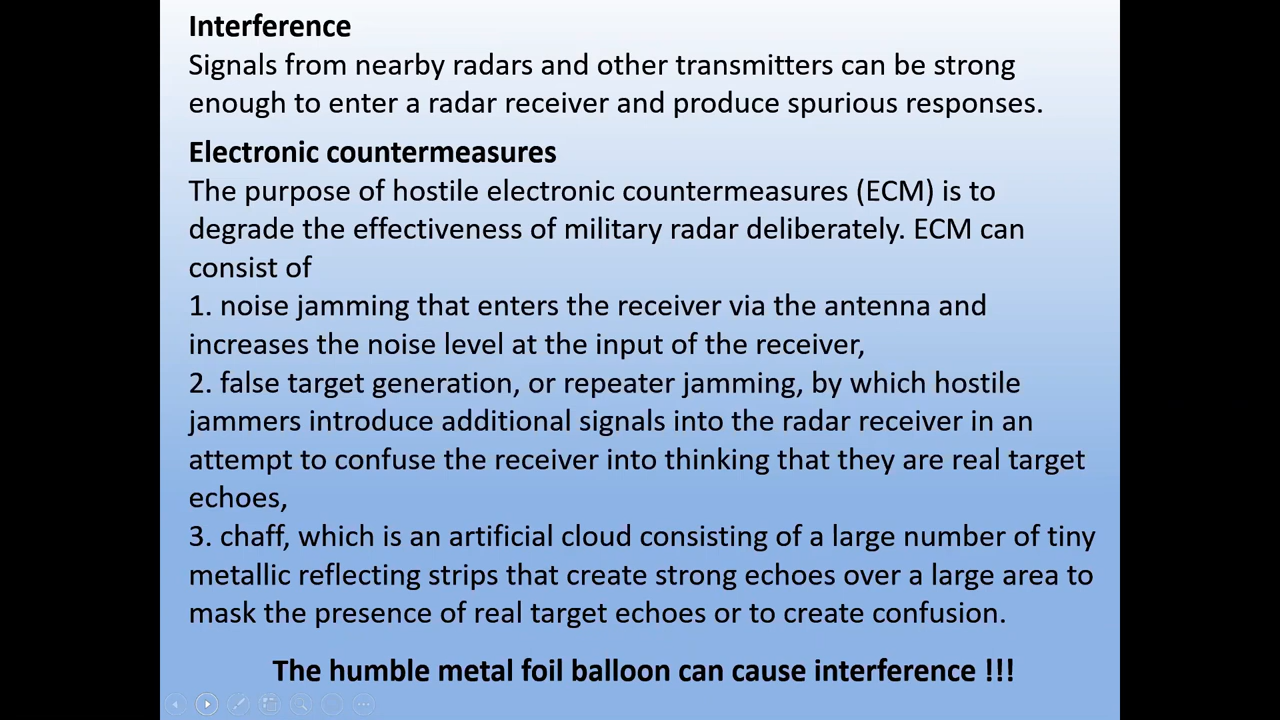 Interference
Signals from nearby radars and other transmitters can be strong
enough to enter a radar receiver and produce spurious responses.
Electronic countermeasures
The purpose of hostile electronic countermeasures (ECM) is to
degrade the effectiveness of military radar deliberately. ECM can
consist of
1. noise jamming that enters the receiver via the antenna and
increases the noise level at the input of the receiver,
2. false target generation, or repeater jamming, by which hostile
jammers introduce additional signals into the radar receiver in an
attempt to confuse the receiver into thinking that they are real target
echoes,
3. chaff, which is an artificial cloud consisting of a large number of tiny
metallic reflecting strips that create strong echoes over a large area to
mask the presence of real target echoes or to create confusion.
The humble metal foil balloon can cause interference !!!